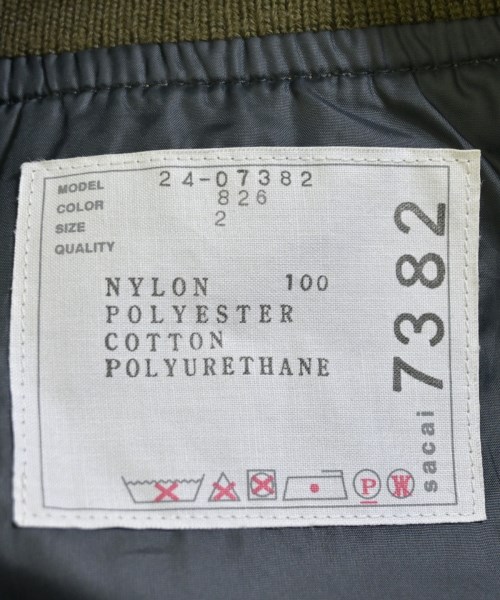 MODEL 24-07382
COLOR 826
SIZE 2
QUALITY
NYLON 100
POLYESTER
COTTON
POLYURETHANE
sacai 7382
P W